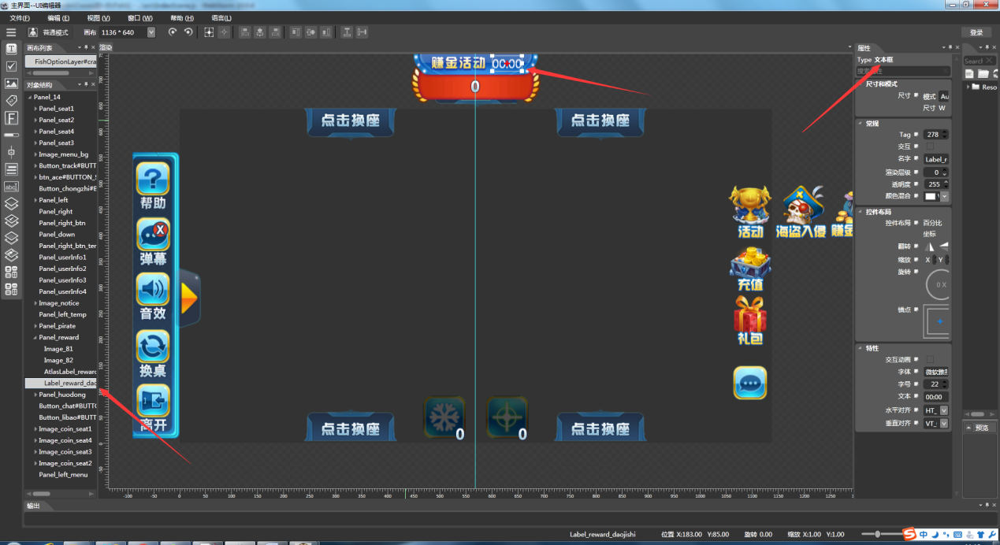 主界面--UI编辑器
文件(F) 编辑(E) 视图(V) 窗口(W) 帮助(H) 语言(L)
普通模式 画布 1136 * 640 登录
画布列表
FishOptionLayer#cra
对象结构
Panel_14
Panel_seat1
Panel_seat2
Panel_seat4
Panel_seat3
Image_menu_bg
Button_track#BUTT
btn_ace#BUTTON_S
Button_chongzhi#B
Panel_left
Panel_right
Panel_right_btn
Panel_down
Panel_right_btn_ter
Panel_userInfo1
Panel_userInfo2
Panel_userInfo3
Panel_userInfo4
Image_notice
Panel_left_temp
Panel_pirate
Panel_reward
Image_81
Image_82
AtlasLabel_reward
Label_reward_dao
Panel_huodong
Button_chat#BUTT
Button_libao#BUTT
Image_coin_seat1
Image_coin_seat4
Image_coin_seat3
Image_coin_seat2
Panel_left_menu
渲染
赚金活动 00:00
0
点击换座 点击换座
帮助
弹幕
音效
换桌
离开
活动 海盗入侵 赚金
充值
礼包
点击换座 0 0 点击换座
-100 -50 0 50 100 150 200 250 300 350 400 450 500 550 600 650 700 750 800 850 900 950 1000 1050 1100 1150 1200 1250
属性
Type 文本框
尺寸和模式
尺寸 模式 Au
尺寸 W
常规
Tag 278
交互
名字 Label_r
渲染层级 0
透明度 255
颜色混合
控件布局
控件布局 百分比
坐标
翻转
缩放 X Y
旋转
0 X
锚点
特性
交互动画
字体 微软雅黑
字号 22
文本 00:00
水平对齐 HT_
垂直对齐 VT_
Search
Reso
预览
输出
Label_reward_daojishi 位置 X:183.00 Y:85.00 旋转 0.00 缩放 X:1.00 Y:1.00
中